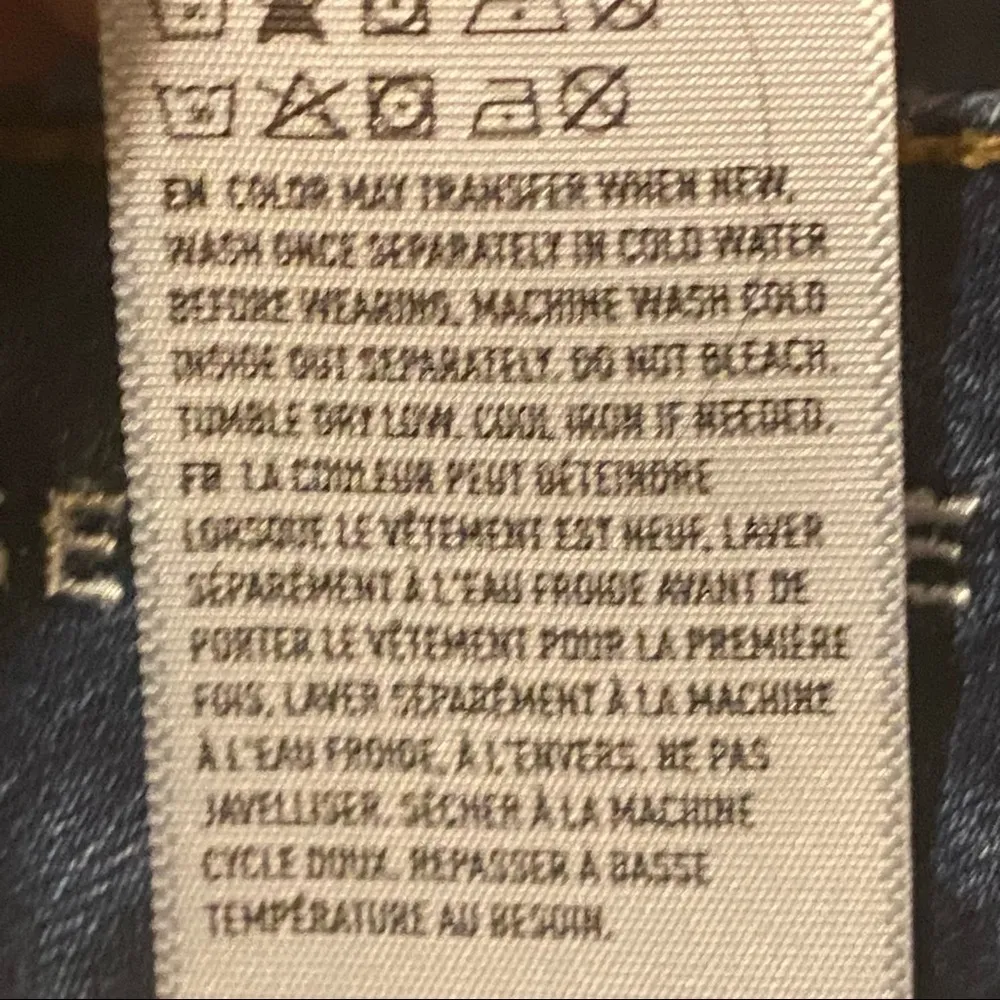 EN COLOR MAY TRANSFER WHEN NEW.
WASH ONCE SEPARATELY IN COLD WATER
BEFORE WEARING. MACHINE WASH COLD
INSIDE OUT SEPARATELY. DO NOT BLEACH.
TUMBLE DRY LOW. COOL IRON IF NEEDED.
FR LA COULEUR PEUT DÉTEINDRE
LORSQUE LE VÊTEMENT EST NEUF. LAVER
SÉPARÉMENT À L'EAU FROIDE AVANT DE
PORTER LE VÊTEMENT POUR LA PREMIÈRE
FOIS. LAVER SÉPARÉMENT À LA MACHINE
À L'EAU FROIDE, À L'ENVERS. NE PAS
JAVELLISER. SÉCHER À LA MACHINE
CYCLE DOUX. REPASSER À BASSE
TEMPÉRATURE AU BESOIN.